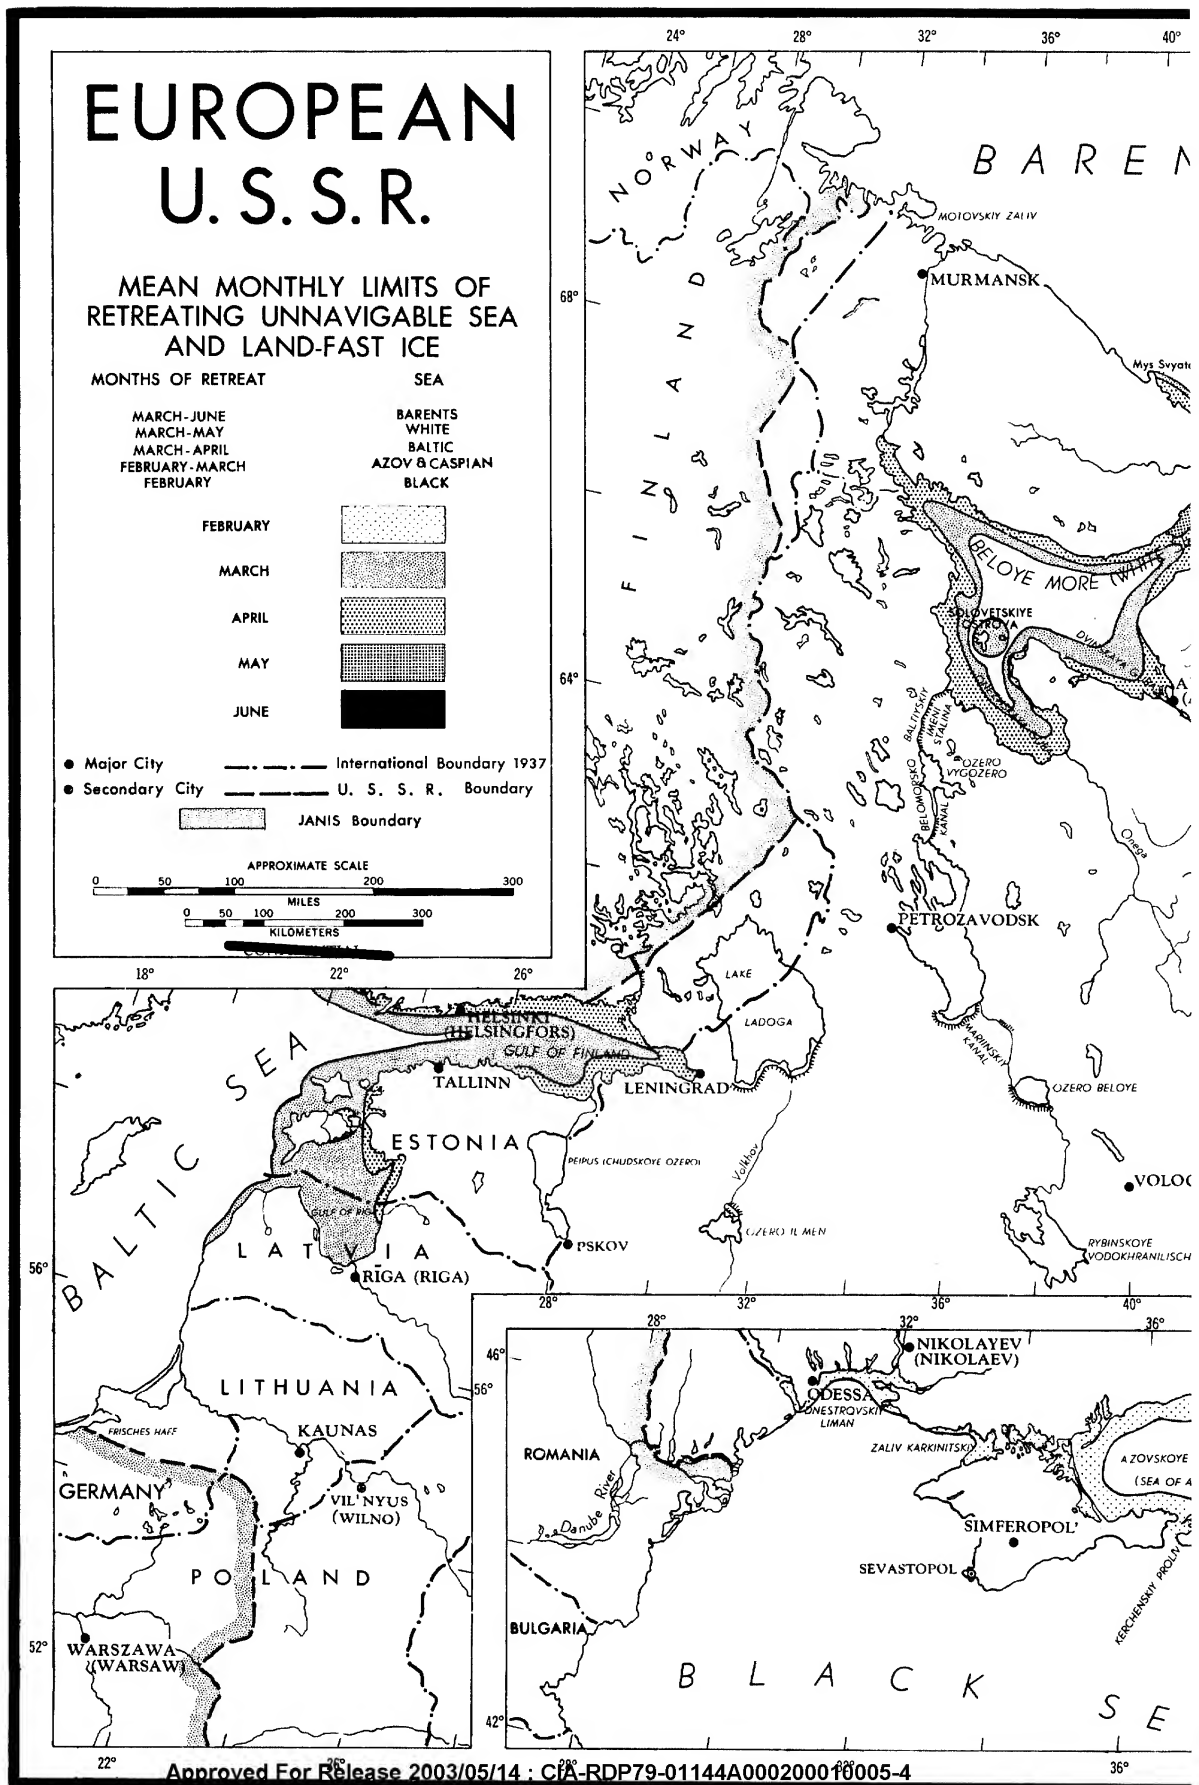 EUROPEAN
U.S.S.R.
MEAN MONTHLY LIMITS OF
RETREATING UNNAVIGABLE SEA
AND LAND-FAST ICE
MONTHS OF RETREAT SEA
MARCH-JUNE BARENTS
MARCH-MAY WHITE
MARCH-APRIL BALTIC
FEBRUARY-MARCH AZOV & CASPIAN
FEBRUARY BLACK
FEBRUARY
MARCH
APRIL
MAY
JUNE
Major City International Boundary 1937
Secondary City U. S. S. R. Boundary
JANIS Boundary
APPROXIMATE SCALE
0 50 100 200 300
MILES
0 50 100 200 300
KILOMETERS
18° 22° 26°
24° 28° 32° 36° 40°
NORWAY
BAREN
MOTOVSKIY ZALIV
MURMANSK
68°
FINLAND
Mys Svyat
BELOYE MORE (WHITE
SOLOVETSKIYE
OSTROVA
64°
BELOMORSKO
BALTIYSKIY
IMENI
STALINA
KANAL
OZERO
VYGOZERO
Onega
PETROZAVODSK
LAKE
LADOGA
MARIINSKIY
KANAL
OZERO BELOYE
HELSINKI
(HELSINGFORS)
GULF OF FINLAND
TALLINN
LENINGRAD
BALTIC SEA
ESTONIA
PEIPUS (CHUDSKOYE OZERO)
Volkhov
VOLOG
GULF OF RIGA
LATVIA
PSKOV
OZERO IL MEN
RYBINSKOYE
VODOKHRANILISCH
56°
RĪGA (RIGA)
28° 32° 36° 40°
LITHUANIA
56°
FRISCHES HAFF
KAUNAS
GERMANY
VIL'NYUS
(WILNO)
POLAND
52°
WARSZAWA
(WARSAW)
22° 26°
28° 32° 36°
46°
NIKOLAYEV
(NIKOLAEV)
ODESSA
DNESTROVSKIY
LIMAN
ROMANIA
ZALIV KARKINITSKIY
AZOVSKOYE
(SEA OF A
Danube River
SIMFEROPOL'
SEVASTOPOL
KERCHENSKIY PROLIV
BULGARIA
BLACK SE
42°
28° 36°
Approved For Release 2003/05/14 : CIA-RDP79-01144A000200010005-4